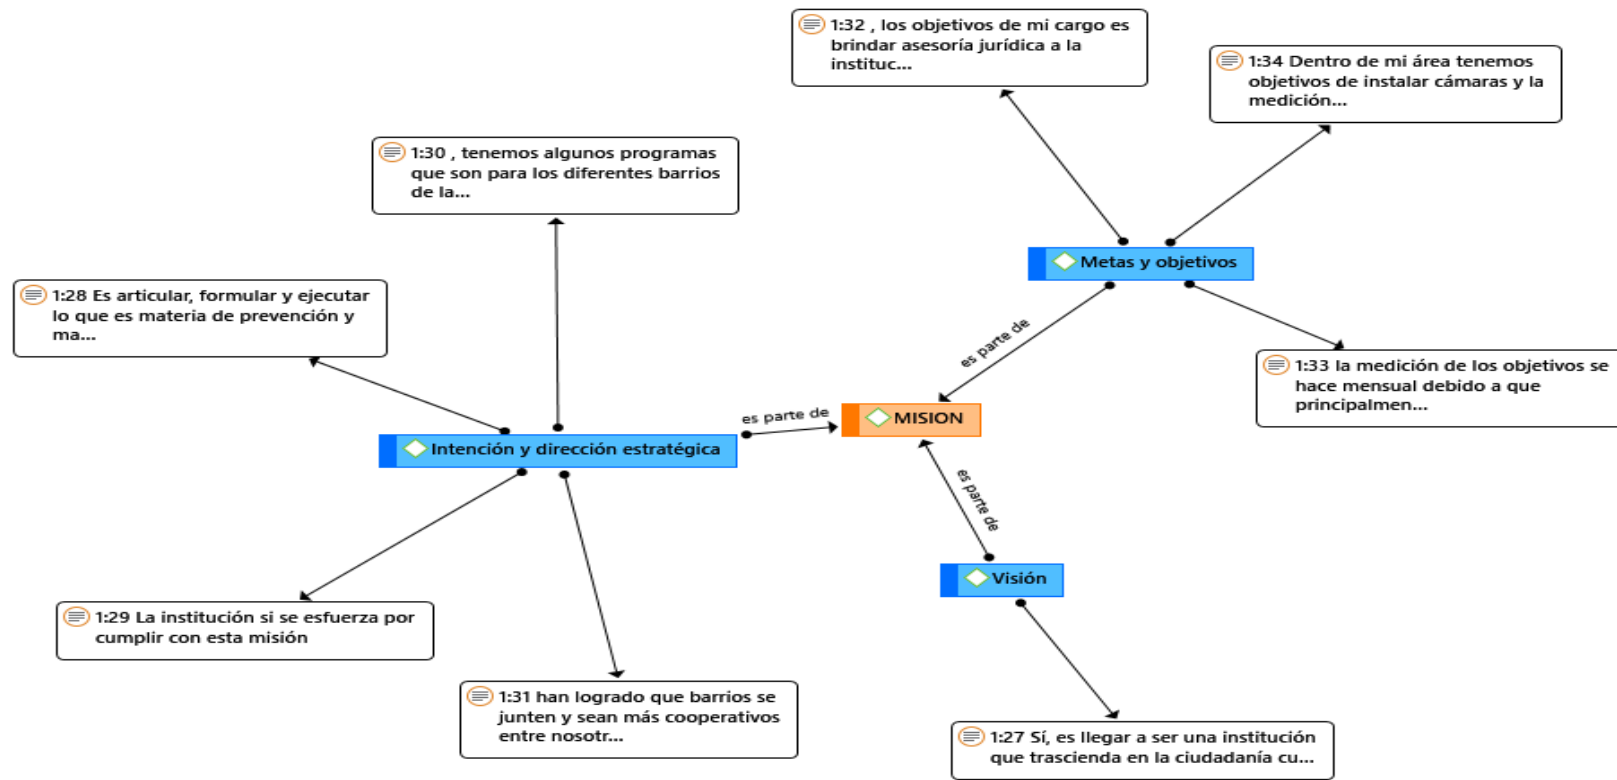 1:32 , los objetivos de mi cargo es
brindar asesoría jurídica a la
instituc...
1:34 Dentro de mi área tenemos
objetivos de instalar cámaras y la
medición...
1:30 , tenemos algunos programas
que son para los diferentes barrios
de la...
Metas y objetivos
1:28 Es articular, formular y ejecutar
lo que es materia de prevención y
ma...
es parte de
1:33 la medición de los objetivos se
hace mensual debido a que
principalmen...
es parte de
MISION
Intención y dirección estratégica
es parte de
Visión
1:29 La institución si se esfuerza por
cumplir con esta misión
1:31 han logrado que barrios se
junten y sean más cooperativos
entre nosotr...
1:27 Sí, es llegar a ser una institución
que trascienda en la ciudadanía cu...